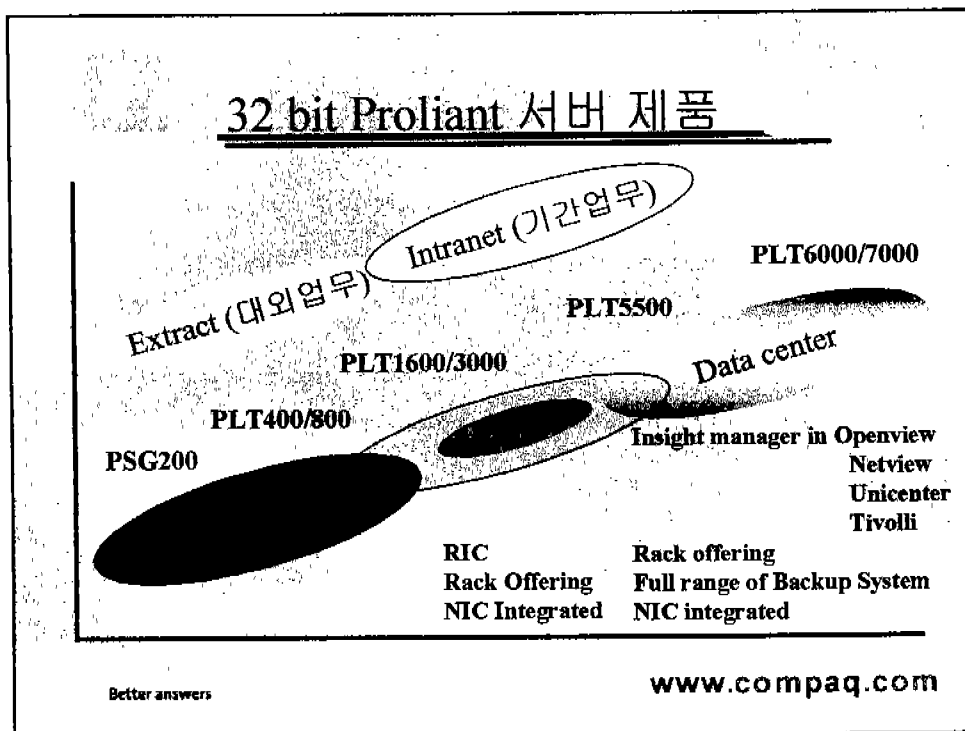 32 bit Proliant 서버 제품
Intranet (기간업무)
Extract (대외업무)
PLT6000/7000
PLT5500
PLT1600/3000
Data center
PLT400/800
PSG200
Insight manager in Openview
Netview
Unicenter
Tivolli
RIC
Rack Offering
NIC Integrated
Rack offering
Full range of Backup System
NIC integrated
Better answers
www.compaq.com